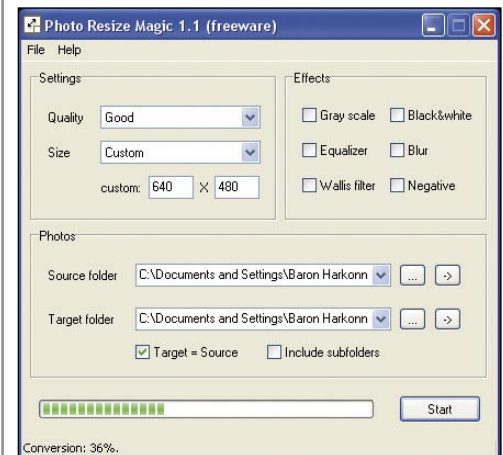 Photo Resize Magic 1.1 (freeware)
File Help
Settings
Quality Good
Size Custom
custom: 640 X 480
Effects
Gray scale Black&white
Equalizer Blur
Wallis filter Negative
Photos
Source folder C:\Documents and Settings\Baron Harkonn ... ->
Target folder C:\Documents and Settings\Baron Harkonn ... ->
Target = Source Include subfolders
Start
Conversion: 36%.